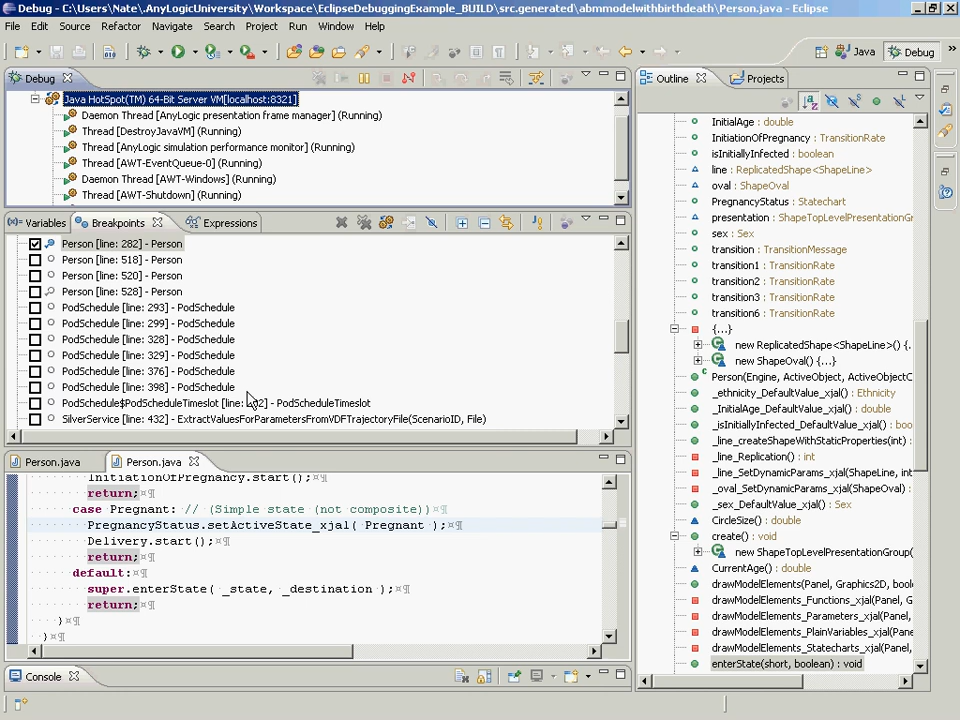 Debug - C:\Users\Nate\.AnyLogicUniversity\Workspace\EclipseDebuggingExample_BUILD\src.generated\abmmodelwithbirthdeath\Person.java - Eclipse
File Edit Source Refactor Navigate Search Project Run Window Help
Java Debug »
Debug
Java HotSpot(TM) 64-Bit Server VM[localhost:8321]
Daemon Thread [AnyLogic presentation frame manager] (Running)
Thread [DestroyJavaVM] (Running)
Thread [AnyLogic simulation performance monitor] (Running)
Thread [AWT-EventQueue-0] (Running)
Daemon Thread [AWT-Windows] (Running)
Thread [AWT-Shutdown] (Running)
(x)= Variables Breakpoints Expressions
Person [line: 282] - Person
Person [line: 518] - Person
Person [line: 520] - Person
Person [line: 528] - Person
PodSchedule [line: 293] - PodSchedule
PodSchedule [line: 299] - PodSchedule
PodSchedule [line: 328] - PodSchedule
PodSchedule [line: 329] - PodSchedule
PodSchedule [line: 376] - PodSchedule
PodSchedule [line: 398] - PodSchedule
PodSchedule$PodScheduleTimeslot [line: 2] - PodScheduleTimeslot
SilverService [line: 432] - ExtractValuesForParametersFromVDFTrajectoryFile(ScenarioID, File)
Person.java Person.java
InitiationOfPregnancy.start();¤¶
return;¤¶
case Pregnant: // (Simple state (not composite))¤¶
PregnancyStatus.setActiveState_xjal( Pregnant );¤¶
Delivery.start();¤¶
return;¤¶
default:¤¶
super.enterState( _state, _destination );¤¶
return;¤¶
}¤¶
}¤¶
Console
Outline Projects
InitialAge : double
InitiationOfPregnancy : TransitionRate
isInitiallyInfected : boolean
line : ReplicatedShape<ShapeLine>
oval : ShapeOval
PregnancyStatus : Statechart
presentation : ShapeTopLevelPresentationGr
sex : Sex
transition : TransitionMessage
transition1 : TransitionRate
transition2 : TransitionRate
transition3 : TransitionRate
transition6 : TransitionRate
{...}
new ReplicatedShape<ShapeLine>() {.
new ShapeOval() {...}
Person(Engine, ActiveObject, ActiveObjectC
_ethnicity_DefaultValue_xjal() : Ethnicity
_InitialAge_DefaultValue_xjal() : double
_isInitiallyInfected_DefaultValue_xjal() : boo
_line_createShapeWithStaticProperties(int) :
_line_Replication() : int
_line_SetDynamicParams_xjal(ShapeLine, int
_oval_SetDynamicParams_xjal(ShapeOval) :
_sex_DefaultValue_xjal() : Sex
CircleSize() : double
create() : void
new ShapeTopLevelPresentationGroup(
CurrentAge() : double
drawModelElements(Panel, Graphics2D, bool
drawModelElements_Functions_xjal(Panel, G
drawModelElements_Parameters_xjal(Panel,
drawModelElements_PlainVariables_xjal(Pane
drawModelElements_Statecharts_xjal(Panel,
enterState(short, boolean) : void